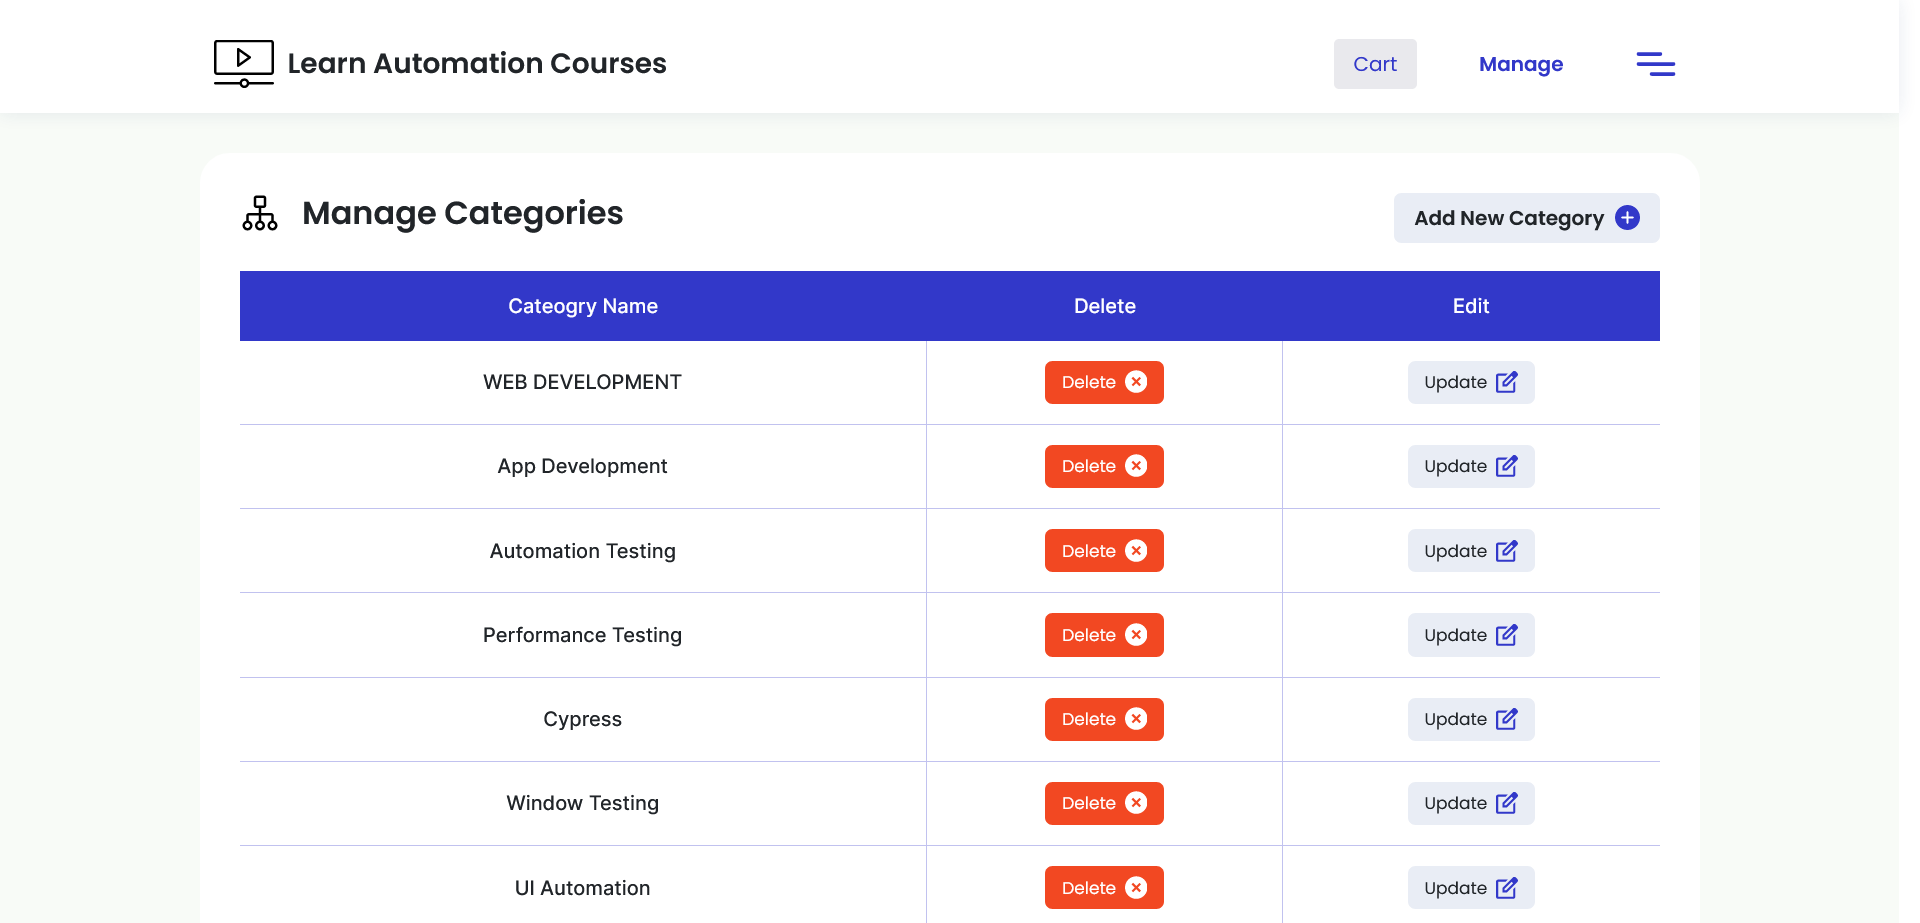 Learn Automation Courses
Cart
Manage
Manage Categories
Add New Category
Cateogry Name Delete Edit
WEB DEVELOPMENT Delete Update
App Development Delete Update
Automation Testing Delete Update
Performance Testing Delete Update
Cypress Delete Update
Window Testing Delete Update
UI Automation Delete Update